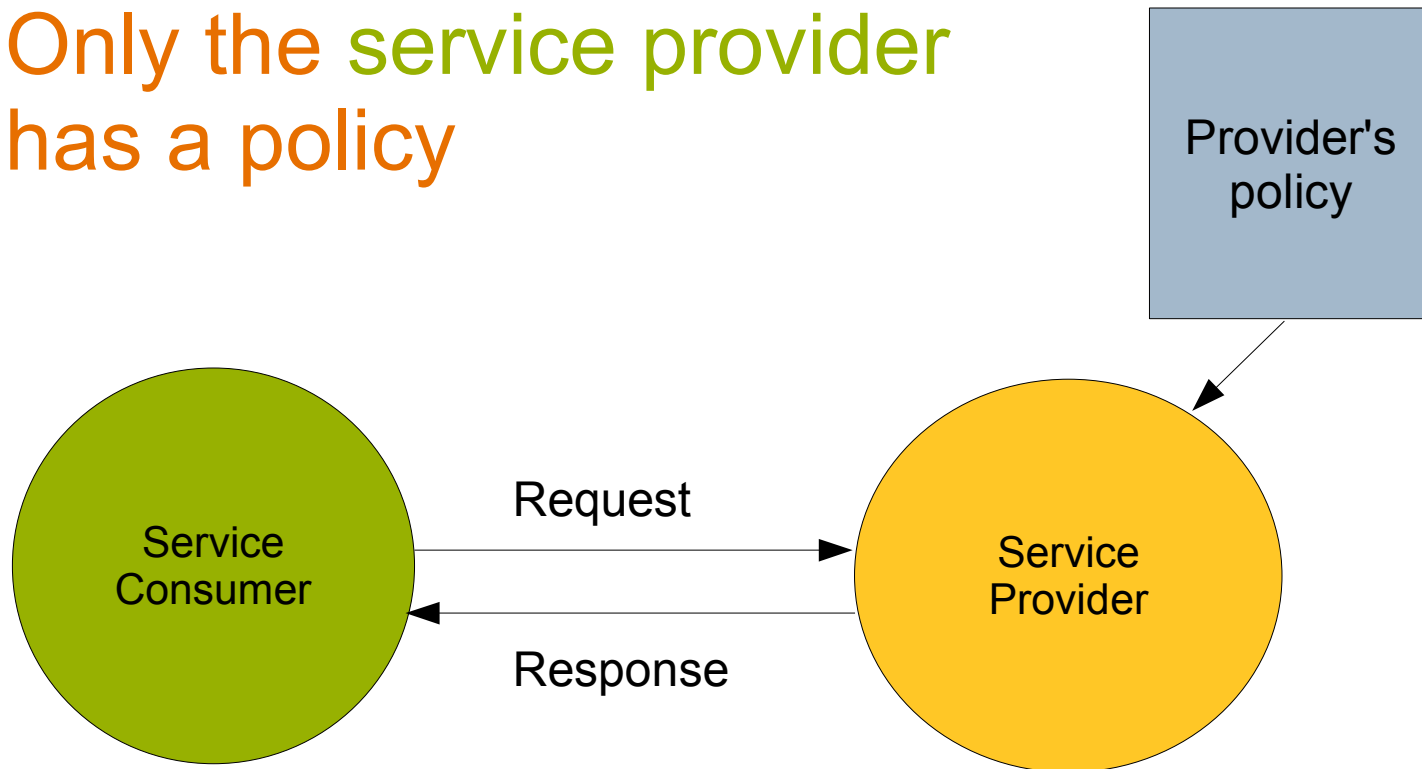 Only the service provider
has a policy
Provider's
policy
Request
Service
Consumer
Service
Provider
Response